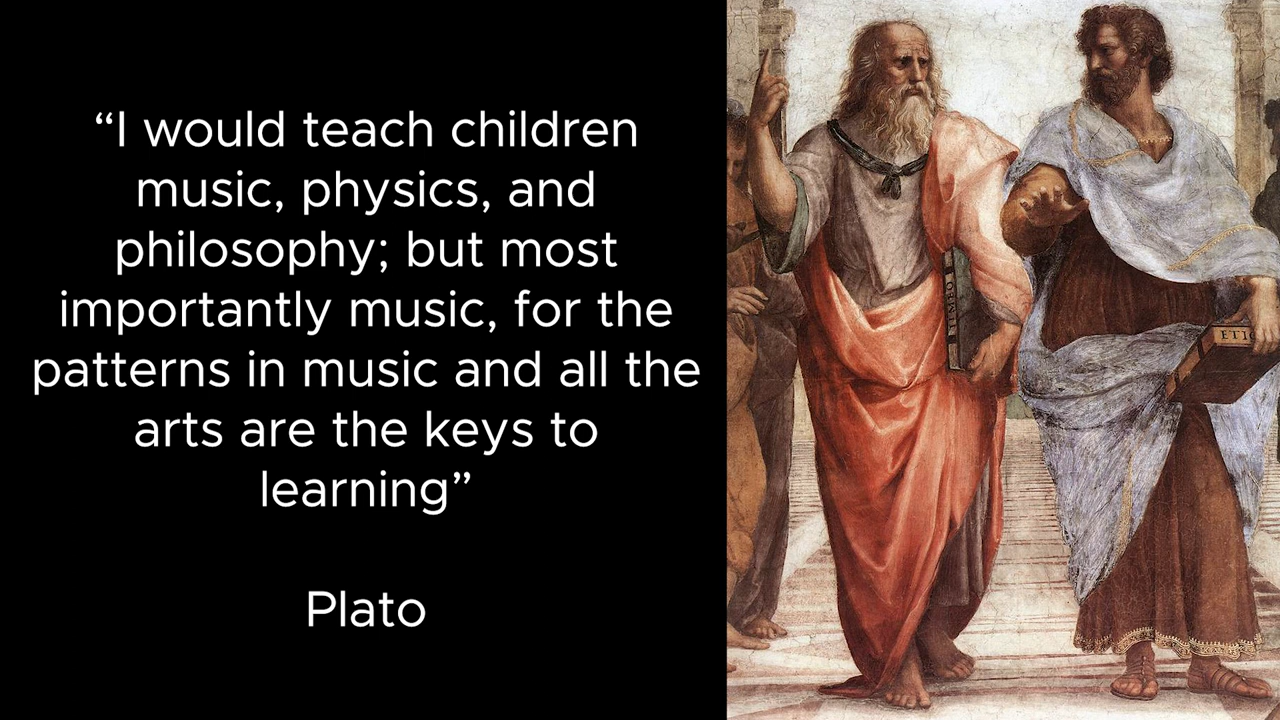 “I would teach children
music, physics, and
philosophy; but most
importantly music, for the
patterns in music and all the
arts are the keys to
learning”
Plato
ETIC